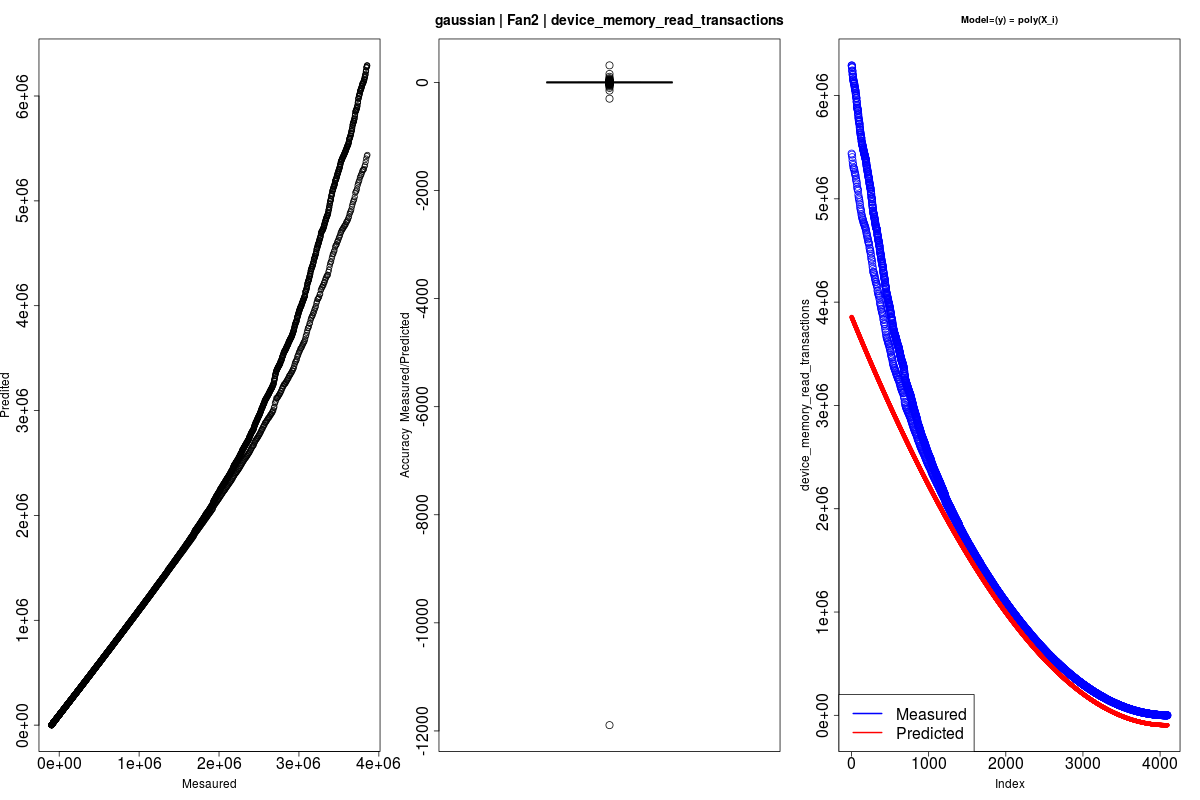 gaussian | Fan2 | device_memory_read_transactions
Model=(y) = poly(X_i)
Predited
0e+00 1e+06 2e+06 3e+06 4e+06 5e+06 6e+06
0e+00 1e+06 2e+06 3e+06 4e+06
Mesaured
Accuracy Measured/Predicted
-12000 -10000 -8000 -6000 -4000 -2000 0
device_memory_read_transactions
0e+00 1e+06 2e+06 3e+06 4e+06 5e+06 6e+06
Measured
Predicted
0 1000 2000 3000 4000
Index